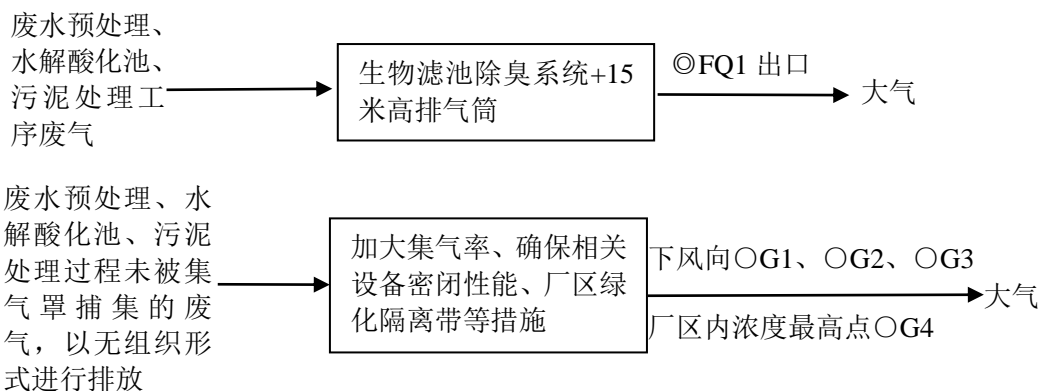 废水预处理、
水解酸化池、
污泥处理工
序废气
生物滤池除臭系统+15
米高排气筒
◎FQ1 出口
大气
废水预处理、水
解酸化池、污泥
处理过程未被集
气罩捕集的废
气，以无组织形
式进行排放
加大集气率、确保相关
设备密闭性能、厂区绿
化隔离带等措施
下风向○G1、○G2、○G3
厂区内浓度最高点○G4
大气